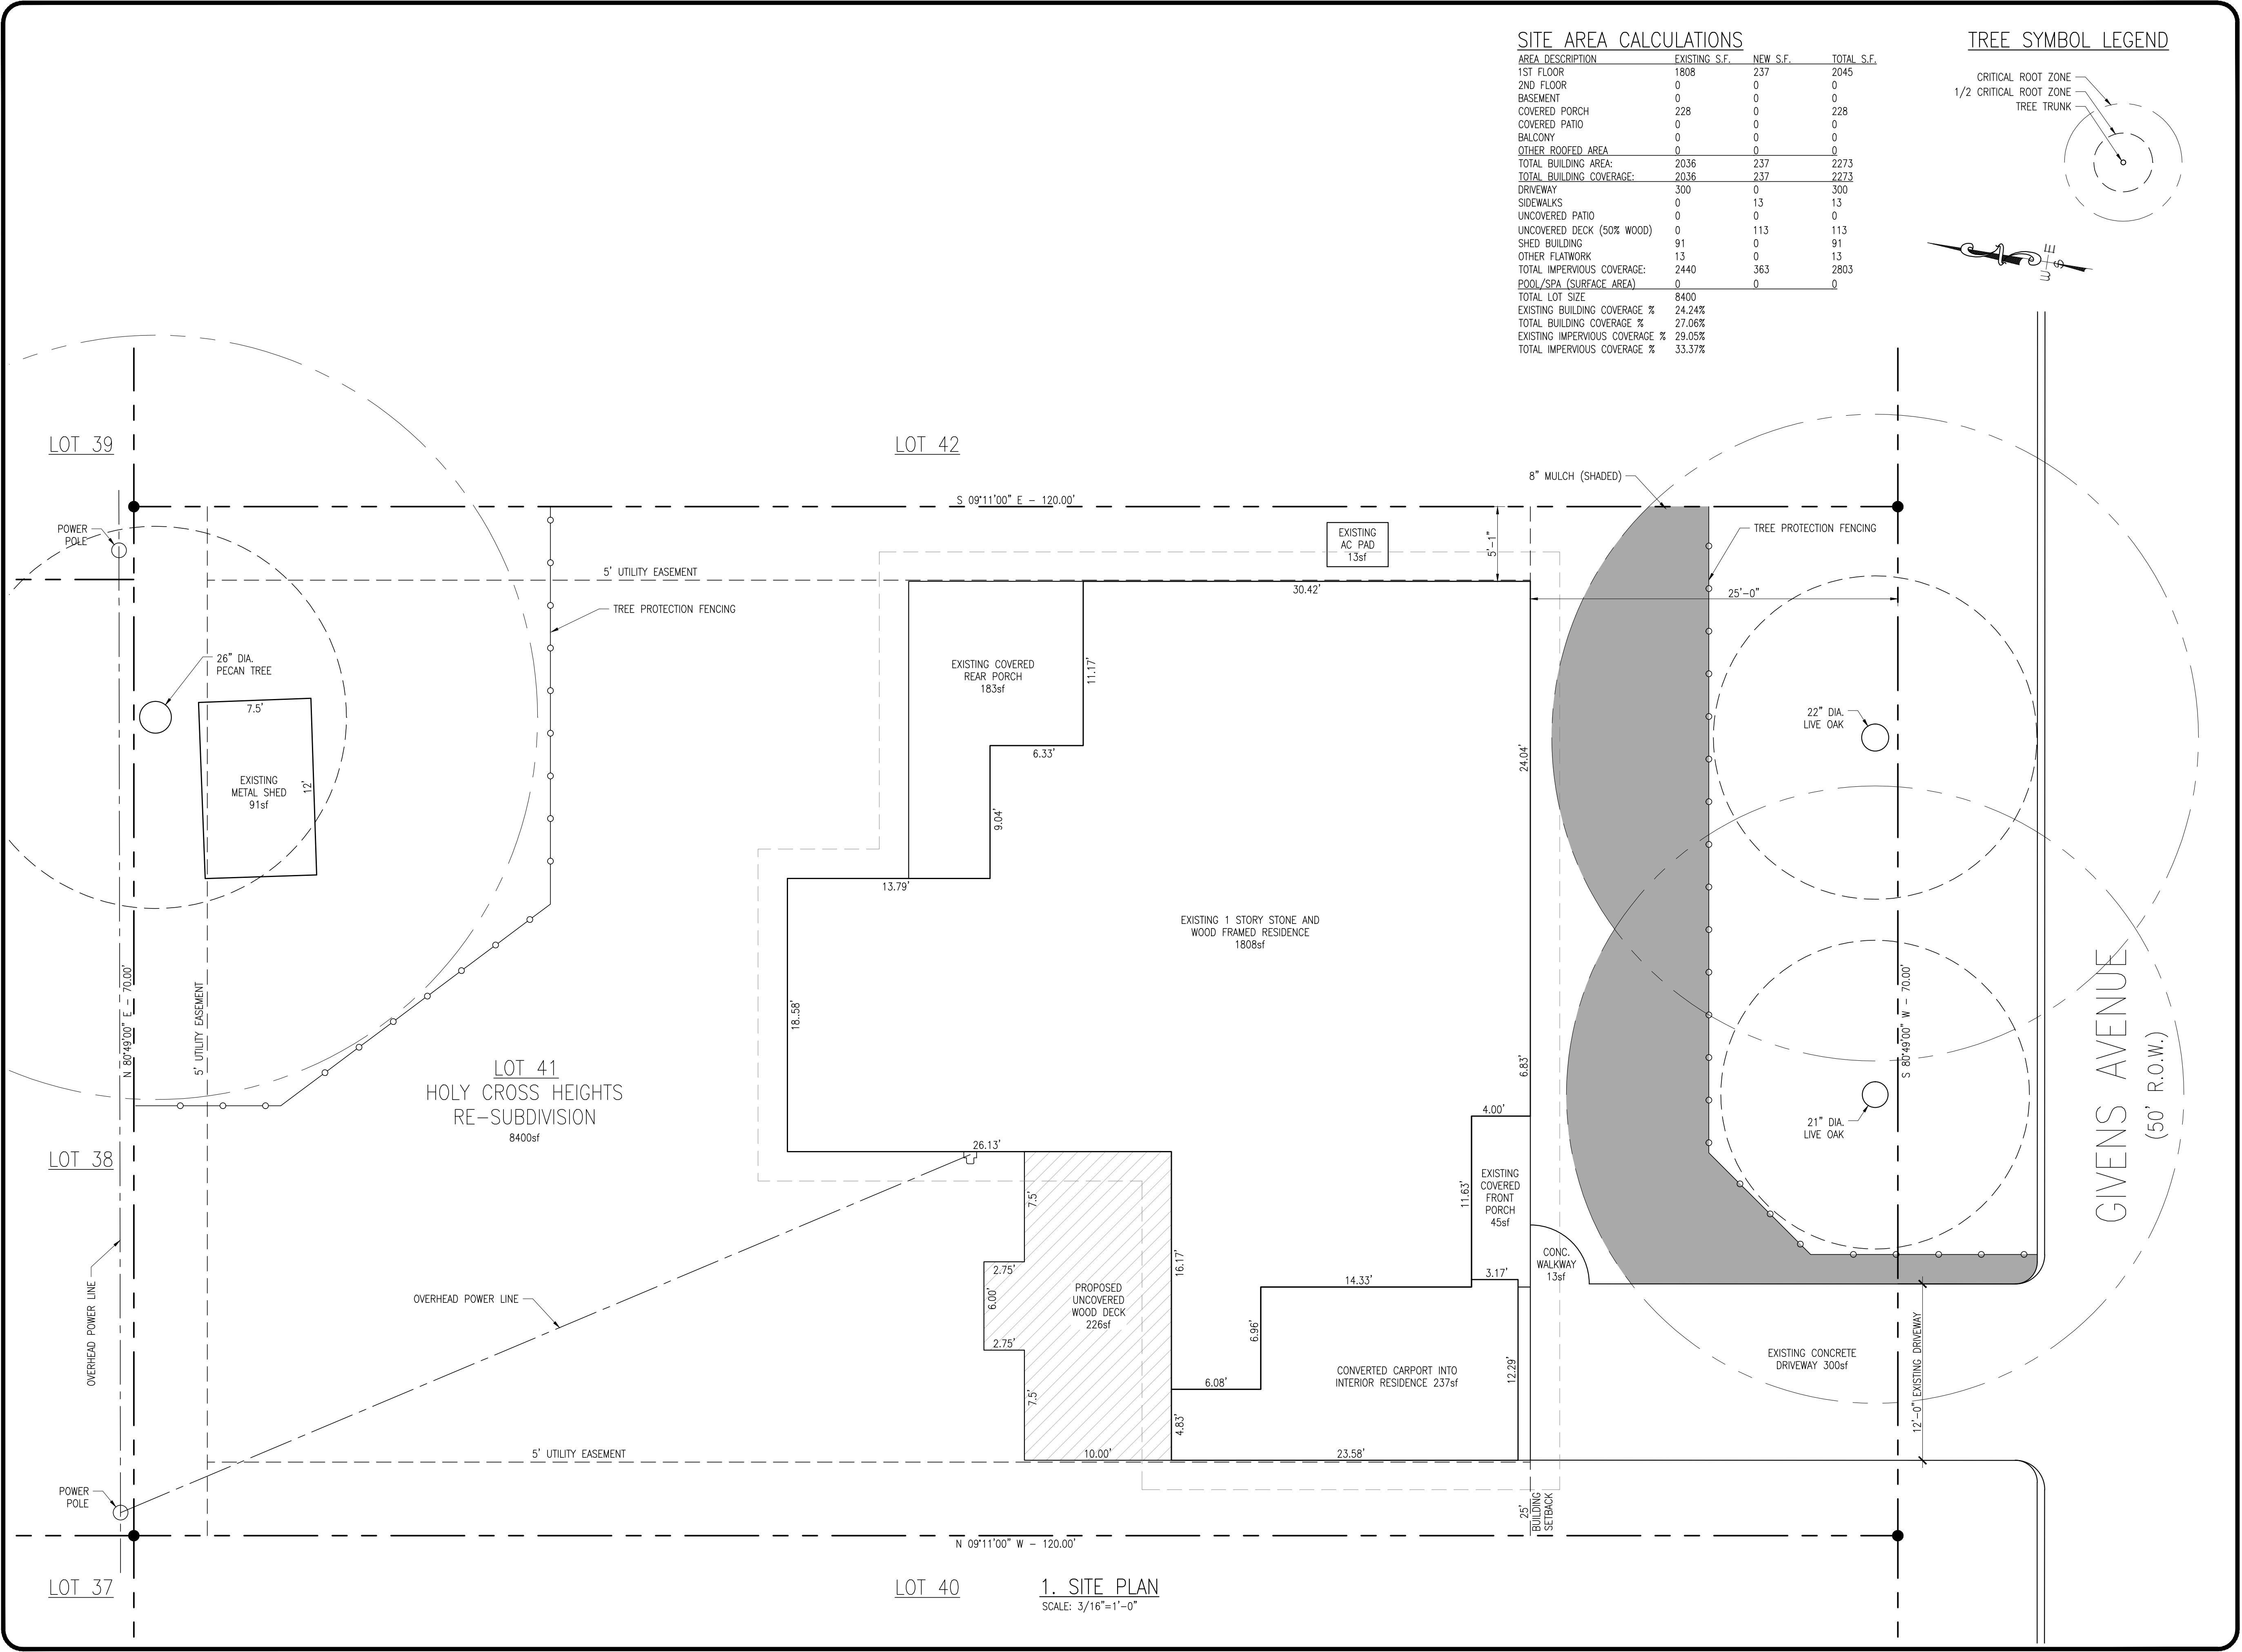 SITE AREA CALCULATIONS
AREA DESCRIPTION EXISTING S.F. NEW S.F. TOTAL S.F.
1ST FLOOR 1808 237 2045
2ND FLOOR 0 0 0
BASEMENT 0 0 0
COVERED PORCH 228 0 228
COVERED PATIO 0 0 0
BALCONY 0 0 0
OTHER ROOFED AREA 0 0 0
TOTAL BUILDING AREA: 2036 237 2273
TOTAL BUILDING COVERAGE: 2036 237 2273
DRIVEWAY 300 0 300
SIDEWALKS 0 13 13
UNCOVERED PATIO 0 0 0
UNCOVERED DECK (50% WOOD) 0 113 113
SHED BUILDING 91 0 91
OTHER FLATWORK 13 0 13
TOTAL IMPERVIOUS COVERAGE: 2440 363 2803
POOL/SPA (SURFACE AREA) 0 0 0
TOTAL LOT SIZE 8400
EXISTING BUILDING COVERAGE % 24.24%
TOTAL BUILDING COVERAGE % 27.06%
EXISTING IMPERVIOUS COVERAGE % 29.05%
TOTAL IMPERVIOUS COVERAGE % 33.37%
TREE SYMBOL LEGEND
CRITICAL ROOT ZONE
1/2 CRITICAL ROOT ZONE
TREE TRUNK
E
S
W
LOT 39
LOT 42
8" MULCH (SHADED)
S 09°11'00" E - 120.00'
POWER
POLE
EXISTING
AC PAD
13sf
5'-1"
TREE PROTECTION FENCING
5' UTILITY EASEMENT
30.42'
25'-0"
TREE PROTECTION FENCING
26" DIA.
PECAN TREE
7.5'
EXISTING COVERED
REAR PORCH
183sf
11.17'
22" DIA.
LIVE OAK
6.33'
24.04'
EXISTING
METAL SHED
91sf
12'
9.04'
13.79'
EXISTING 1 STORY STONE AND
WOOD FRAMED RESIDENCE
1808sf
N 80°49'00" E - 70.00'
5' UTILITY EASEMENT
18..58'
S 80°49'00" W - 70.00'
GIVENS AVENUE
(50' R.O.W.)
LOT 41
HOLY CROSS HEIGHTS
RE-SUBDIVISION
8400sf
6.83'
4.00'
21" DIA.
LIVE OAK
LOT 38
26.13'
7.5'
11.63'
EXISTING
COVERED
FRONT
PORCH
45sf
CONC.
WALKWAY
13sf
OVERHEAD POWER LINE
OVERHEAD POWER LINE
2.75'
6.00'
2.75'
PROPOSED
UNCOVERED
WOOD DECK
226sf
16.17'
14.33'
3.17'
6.96'
6.08'
CONVERTED CARPORT INTO
INTERIOR RESIDENCE 237sf
12.29'
EXISTING CONCRETE
DRIVEWAY 300sf
12'-0" EXISTING DRIVEWAY
7.5'
4.83'
5' UTILITY EASEMENT
10.00'
23.58'
POWER
POLE
25'
BUILDING
SETBACK
N 09°11'00" W - 120.00'
LOT 37
LOT 40
1. SITE PLAN
SCALE: 3/16"=1'-0"